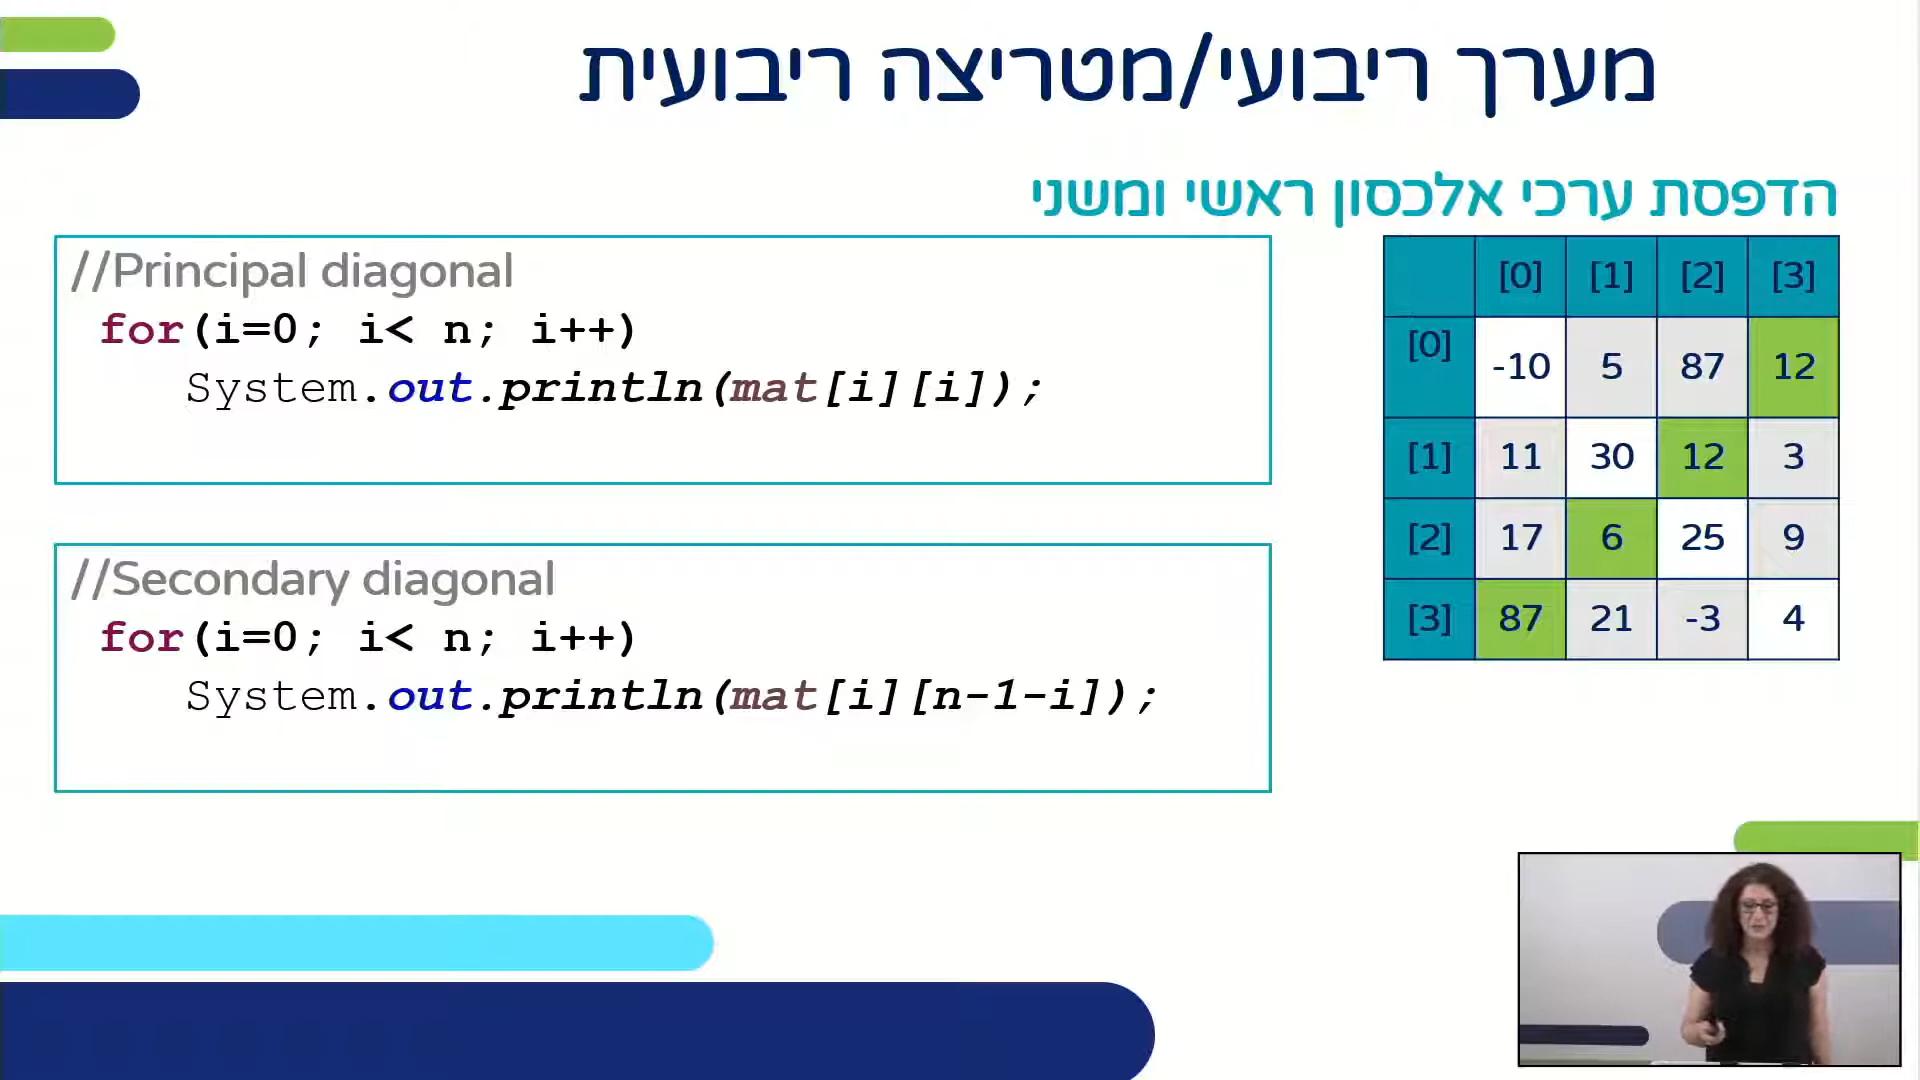 מערך ריבועי/מטריצה ריבועית
הדפסת ערכי אלכסון ראשי ומשני
//Principal diagonal
for(i=0; i< n; i++)
System.out.println(mat[i][i]);
//Secondary diagonal
for(i=0; i< n; i++)
System.out.println(mat[i][n-1-i]);
[0] [1] [2] [3]
[0] -10 5 87 12
[1] 11 30 12 3
[2] 17 6 25 9
[3] 87 21 -3 4